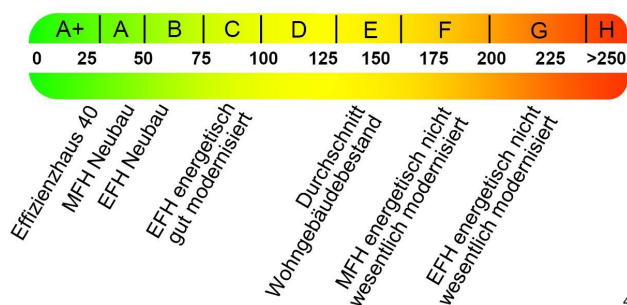 A+ A B C D E F G H
0 25 50 75 100 125 150 175 200 225 >250
Effizienzhaus 40
MFH Neubau
EFH Neubau
EFH energetisch
gut modernisiert
Durchschnitt
Wohngebäudebestand
MFH energetisch nicht
wesentlich modernisiert
EFH energetisch nicht
wesentlich modernisiert